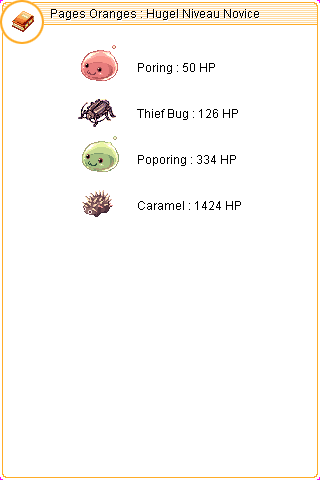 Pages Oranges : Hugel Niveau Novice
Poring : 50 HP
Thief Bug : 126 HP
Poporing : 334 HP
Caramel : 1424 HP